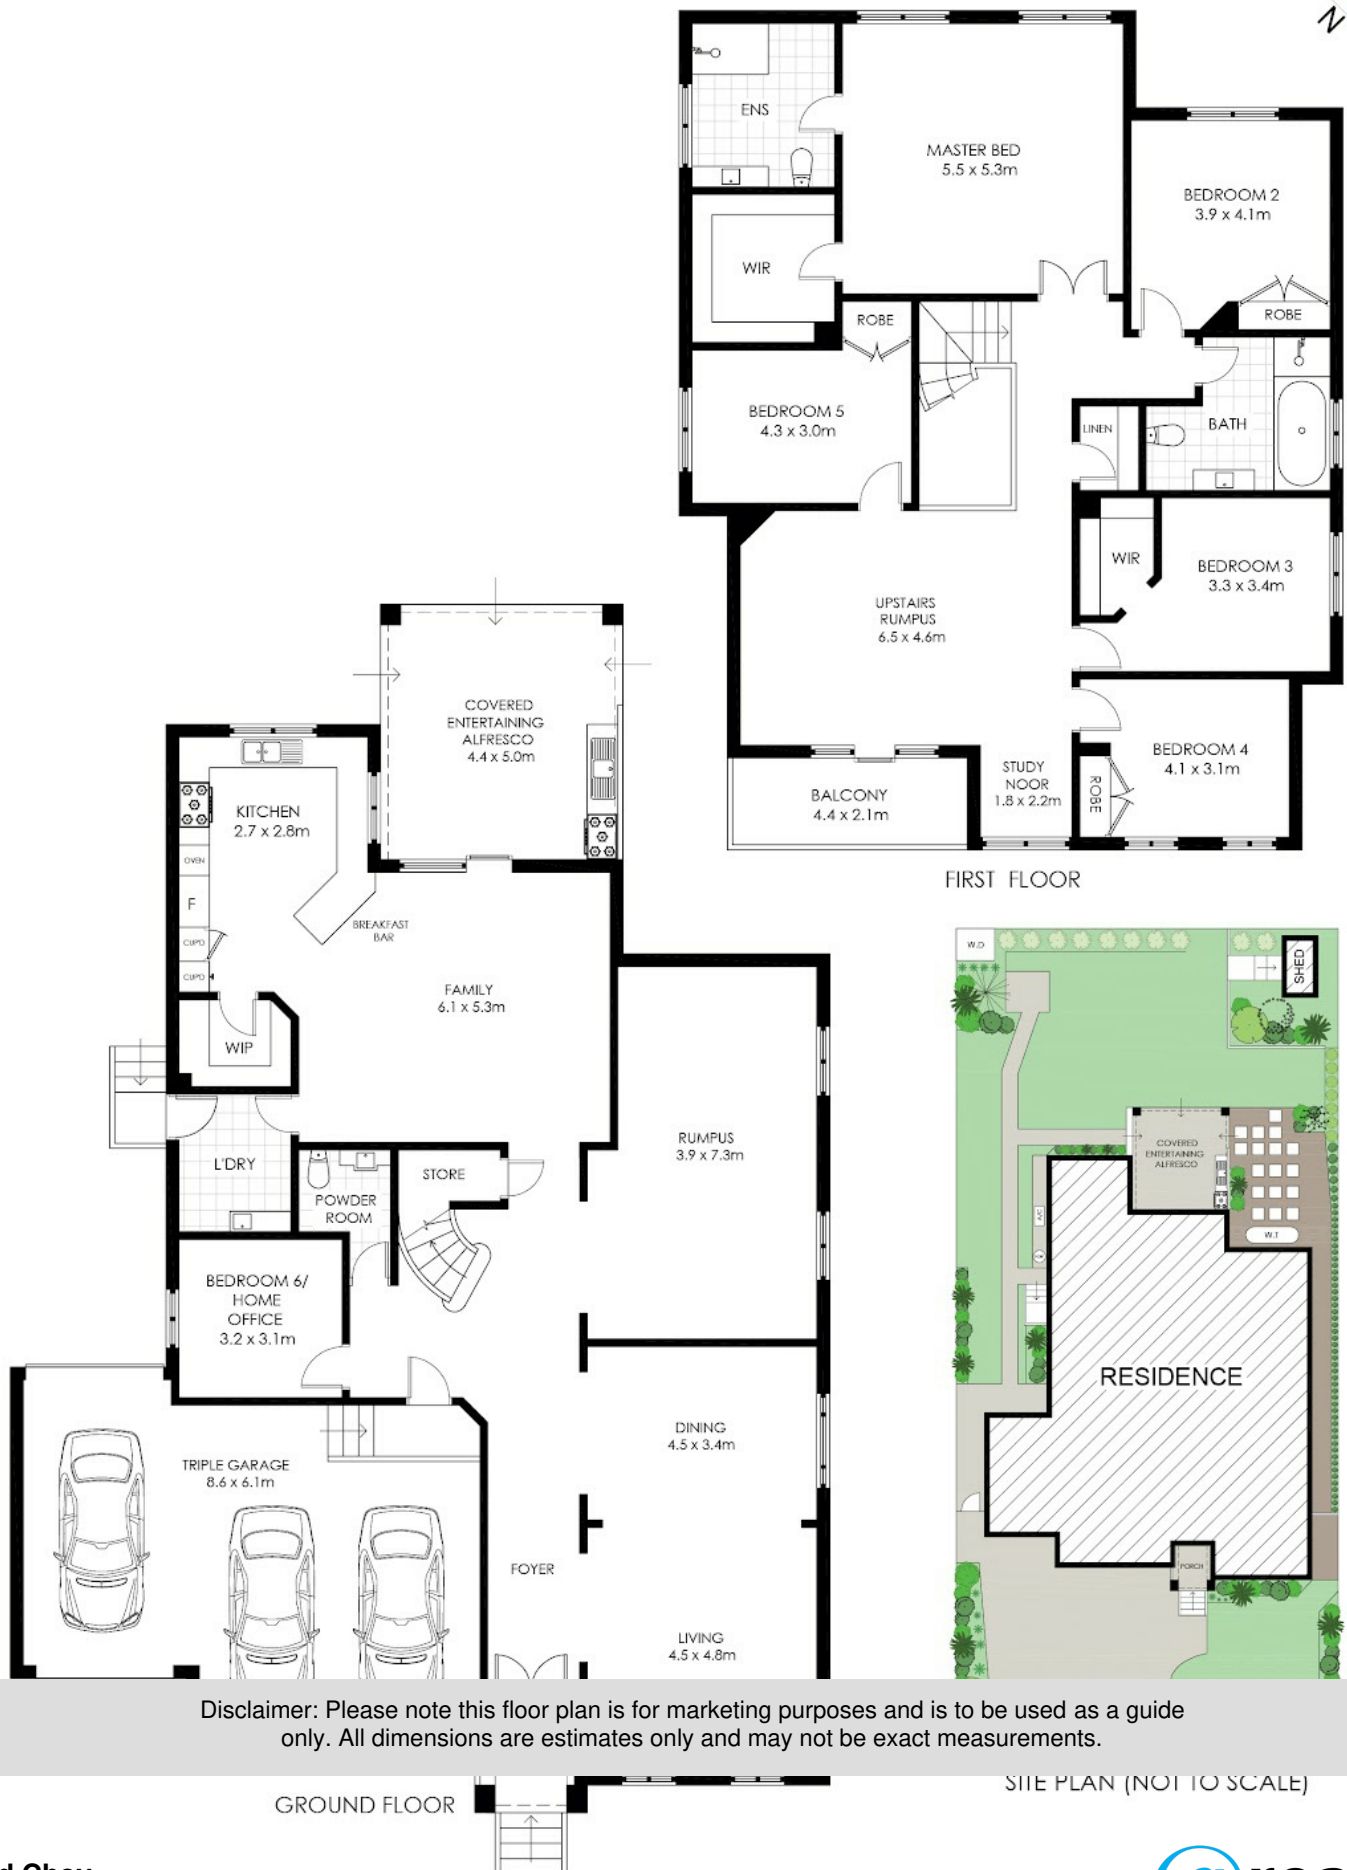 N
ENS
MASTER BED
5.5 x 5.3m
BEDROOM 2
3.9 x 4.1m
WIR
ROBE
ROBE
BEDROOM 5
4.3 x 3.0m
LINEN
BATH
WIR
BEDROOM 3
3.3 x 3.4m
UPSTAIRS
RUMPUS
6.5 x 4.6m
BEDROOM 4
4.1 x 3.1m
ROBE
STUDY
NOOR
1.8 x 2.2m
BALCONY
4.4 x 2.1m
FIRST FLOOR
COVERED
ENTERTAINING
ALFRESCO
4.4 x 5.0m
KITCHEN
2.7 x 2.8m
OVEN
F
CUP'D
CUP'D
BREAKFAST
BAR
FAMILY
6.1 x 5.3m
WIP
L'DRY
POWDER
ROOM
STORE
RUMPUS
3.9 x 7.3m
BEDROOM 6/
HOME
OFFICE
3.2 x 3.1m
DINING
4.5 x 3.4m
TRIPLE GARAGE
8.6 x 6.1m
FOYER
LIVING
4.5 x 4.8m
W.D
SHED
COVERED
ENTERTAINING
ALFRESCO
A/C
W.T
RESIDENCE
PORCH
Disclaimer: Please note this floor plan is for marketing purposes and is to be used as a guide
only. All dimensions are estimates only and may not be exact measurements.
SITE PLAN (NOT TO SCALE)
GROUND FLOOR